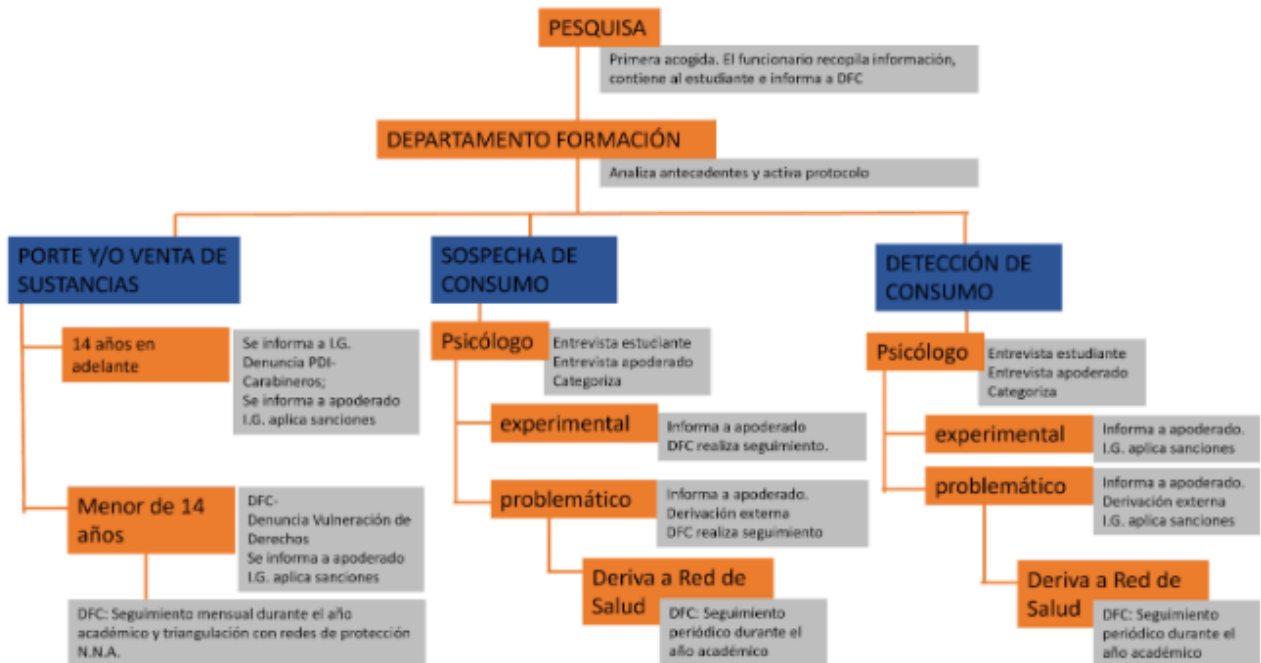 PESQUISA
Primera acogida. El funcionario recopila información,
contiene al estudiante e informa a DFC
DEPARTAMENTO FORMACIÓN
Analiza antecedentes y activa protocolo
PORTE Y/O VENTA DE
SUSTANCIAS
14 años en
adelante
Se informa a I.G.
Denuncia PDI-
Carabineros;
Se informa a apoderado
I.G. aplica sanciones
Menor de 14
años
DFC-
Denuncia Vulneración de
Derechos
Se informa a apoderado
I.G. aplica sanciones
DFC: Seguimiento mensual durante el año
académico y triangulación con redes de protección
N.N.A.
SOSPECHA DE
CONSUMO
Psicólogo
Entrevista estudiante
Entrevista apoderado
Categoriza
experimental
Informa a apoderado
DFC realiza seguimiento.
problemático
Informa a apoderado.
Derivación externa
DFC realiza seguimiento
Deriva a Red de
Salud
DFC: Seguimiento
periódico durante el
año académico
DETECCIÓN DE
CONSUMO
Psicólogo
Entrevista estudiante
Entrevista apoderado
Categoriza
experimental
Informa a apoderado.
I.G. aplica sanciones
problemático
Informa a apoderado.
Derivación externa
I.G. aplica sanciones
Deriva a Red de
Salud
DFC: Seguimiento
periódico durante el
año académico